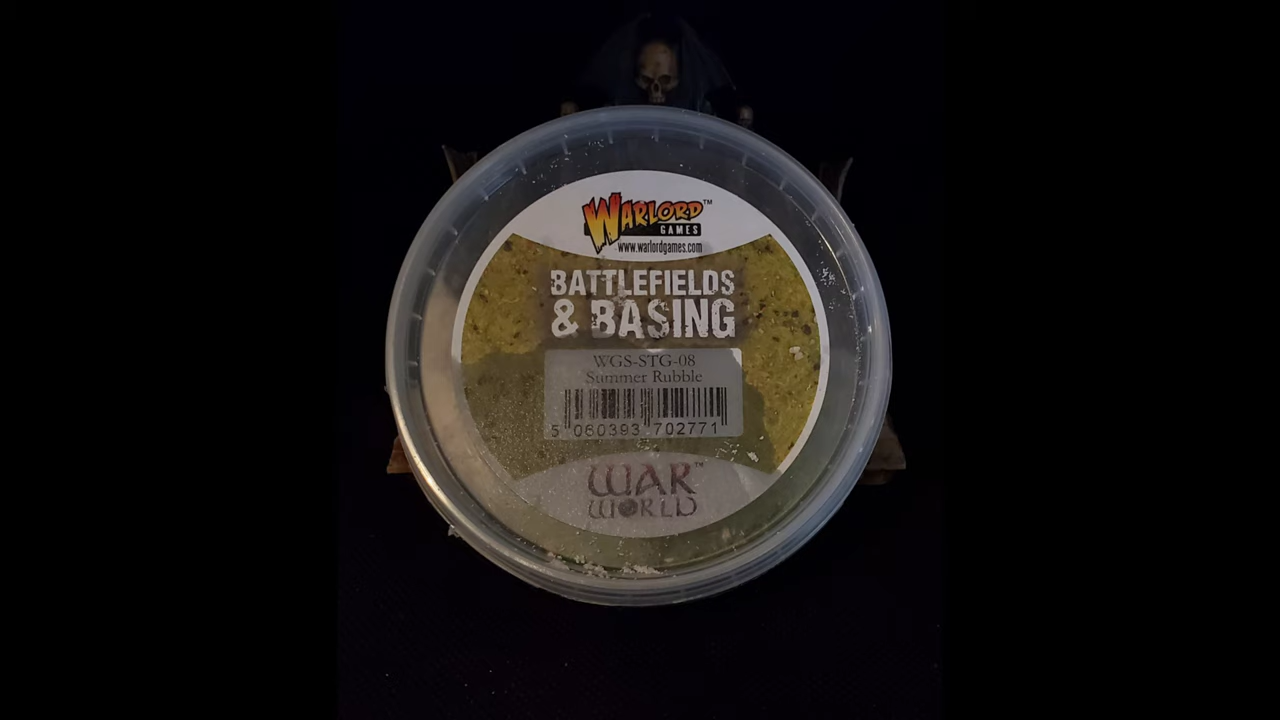 WARLORD™
GAMES
www.warlordgames.com
BATTLEFIELDS
& BASING
WGS-STG-08
Summer Rubble
5 060393 702771
WAR™
WORLD